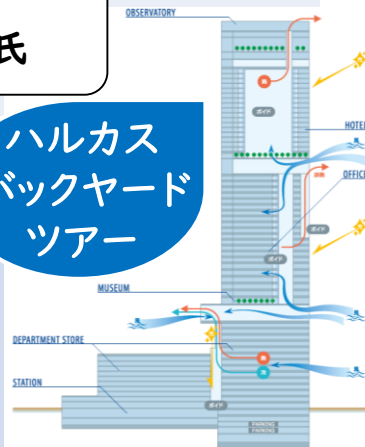 氏
ハルカス
バックヤード
ツアー
OBSERVATORY
ボイド
HOTEL
OFFICE
ボイド
ボイド
MUSEUM
DEPARTMENT STORE
STATION
ボイド
PARKING
PARKING